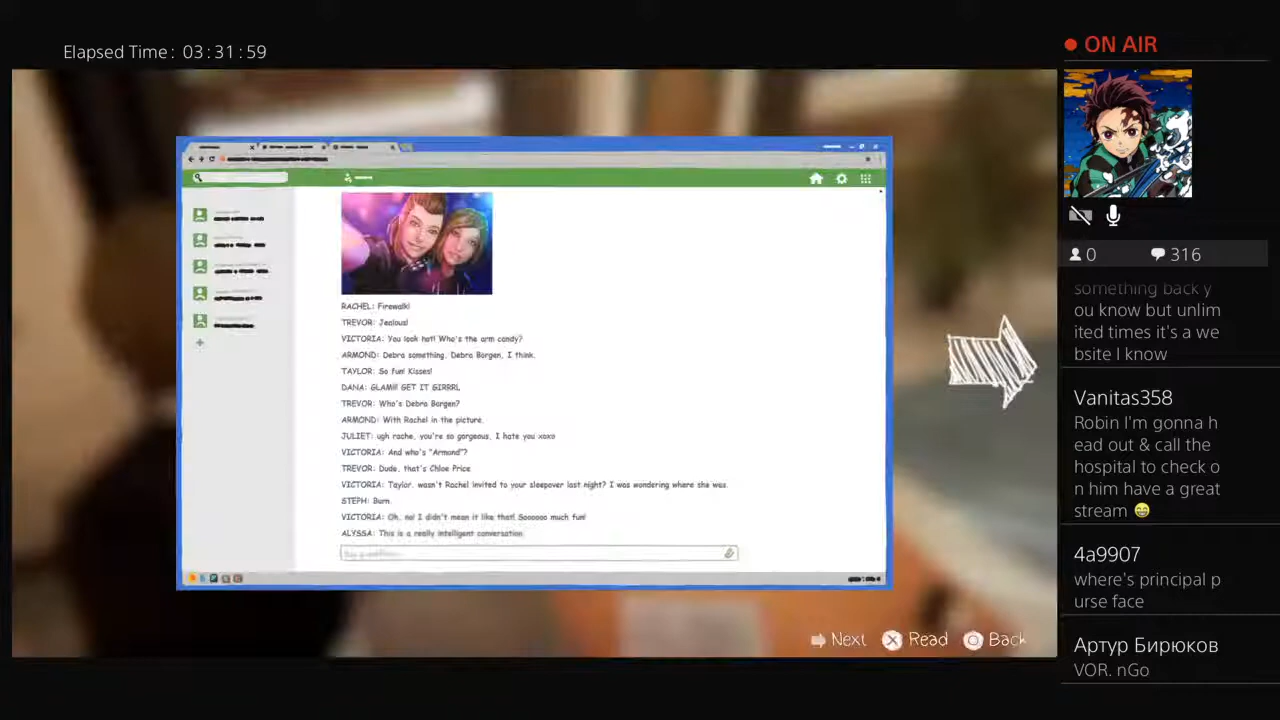 Elapsed Time: 03:31:59
ON AIR
0
316
something back y
ou know but unlim
ited times it's a we
bsite I know
Vanitas358
Robin I'm gonna h
ead out & call the
hospital to check o
n him have a great
stream 😄
4a9907
where's principal p
urse face
Артур Бирюков
VOR. nGo
RACHEL: Firewalk!
TREVOR: Jealous!
VICTORIA: You look hot! Who's the arm candy?
ARMOND: Debra something. Debra Borgen, I think.
TAYLOR: So fun! Kisses!
DANA: GLAM!!! GET IT GIRRRL
TREVOR: Who's Debra Borgen?
ARMOND: With Rachel in the picture.
JULIET: ugh rache, you're so gorgeous, I hate you xoxo
VICTORIA: And who's "Armond"?
TREVOR: Dude, that's Chloe Price
VICTORIA: Taylor, wasn't Rachel invited to your sleepover last night? I was wondering where she was.
STEPH: Burn.
VICTORIA: Oh, no! I didn't mean it like that! Soooooo much fun!
ALYSSA: This is a really intelligent conversation.
Next Read Back